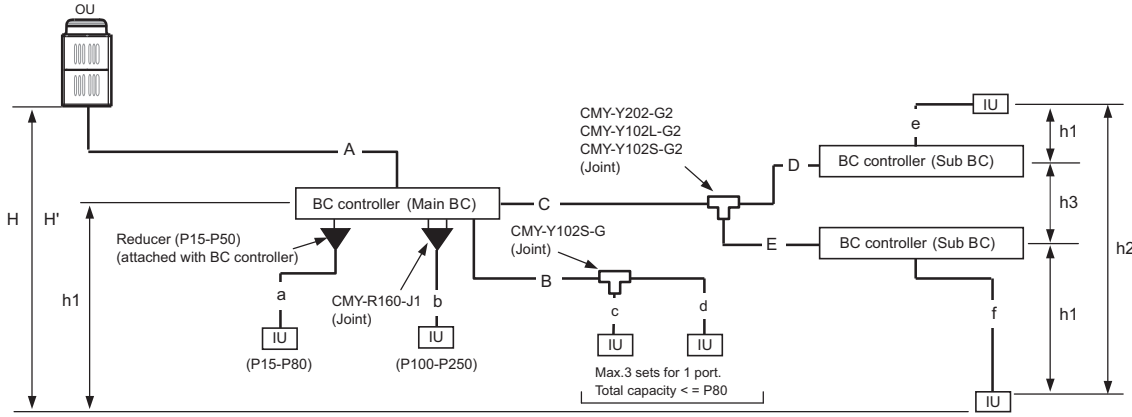 OU
CMY-Y202-G2
CMY-Y102L-G2
CMY-Y102S-G2
(Joint)
IU
e
h1
A
D
BC controller (Sub BC)
H
H'
BC controller (Main BC)
C
h3
h2
Reducer (P15-P50)
(attached with BC controller)
CMY-Y102S-G
(Joint)
E
BC controller (Sub BC)
h1
a
CMY-R160-J1
(Joint)
b
B
c
d
f
h1
IU
(P15-P80)
IU
(P100-P250)
IU
IU
Max.3 sets for 1 port.
Total capacity < = P80
IU